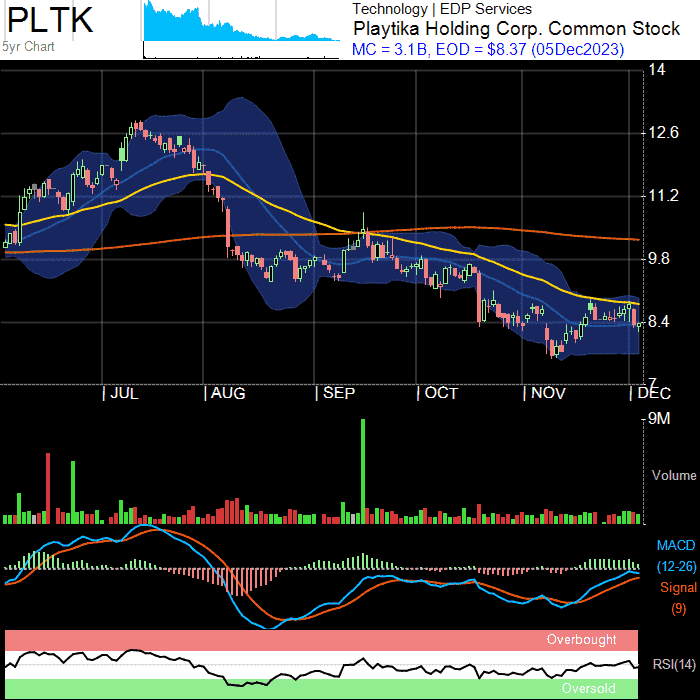 PLTK
5yr Chart
Technology | EDP Services
Playtika Holding Corp. Common Stock
MC = 3.1B, EOD = $8.37 (05Dec2023)
14
12.6
11.2
9.8
8.4
7
JUL AUG SEP OCT NOV DEC
9M
Volume
MACD
(12-26)
Signal
(9)
Overbought
RSI(14)
Oversold